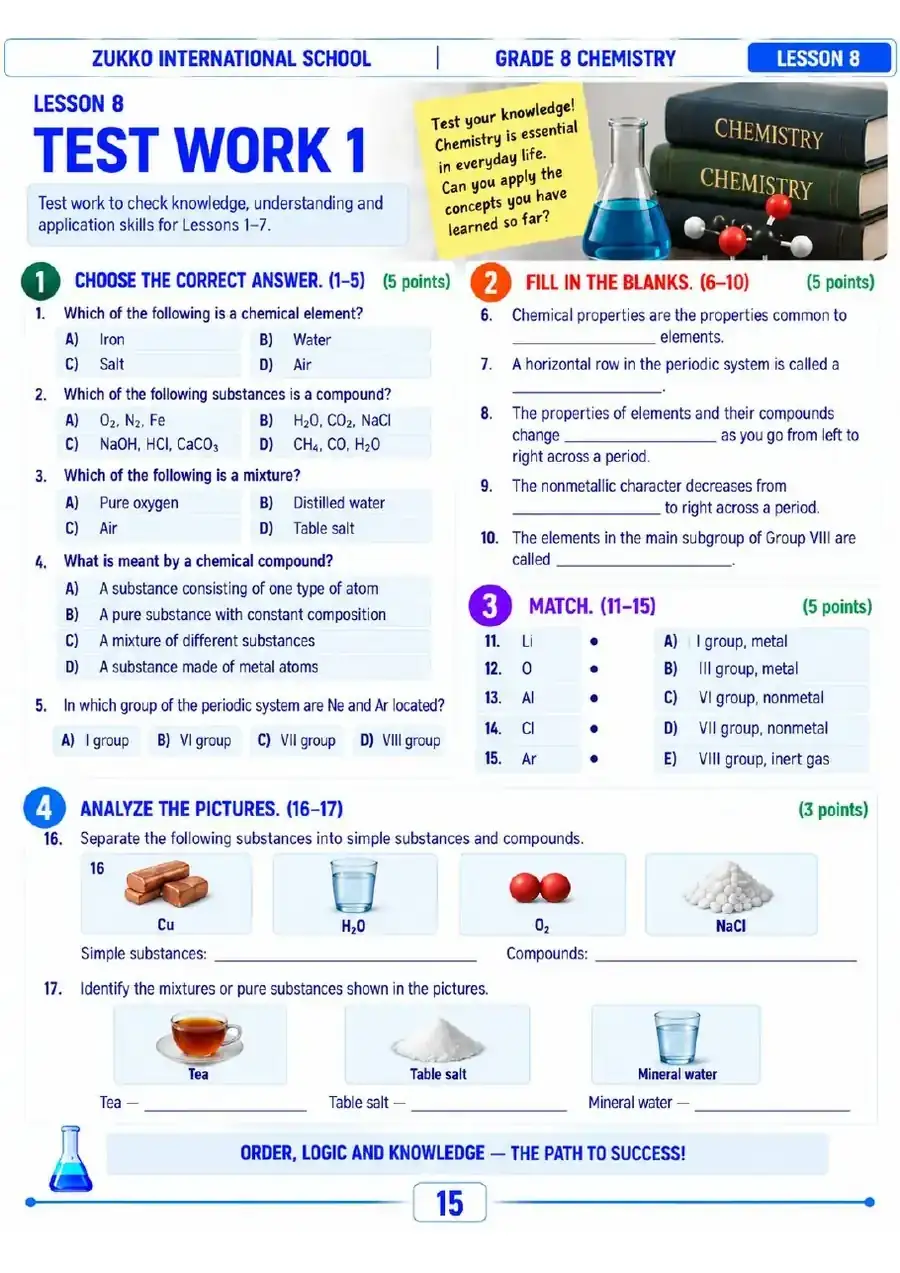 ZUKKO INTERNATIONAL SCHOOL | GRADE 8 CHEMISTRY LESSON 8
LESSON 8
TEST WORK 1
Test work to check knowledge, understanding and
application skills for Lessons 1–7.
Test your knowledge!
Chemistry is essential
in everyday life.
Can you apply the
concepts you have
learned so far?
CHEMISTRY
CHEMISTRY
1 CHOOSE THE CORRECT ANSWER. (1–5) (5 points)
1. Which of the following is a chemical element?
A) Iron B) Water
C) Salt D) Air
2. Which of the following substances is a compound?
A) O₂, N₂, Fe B) H₂O, CO₂, NaCl
C) NaOH, HCl, CaCO₃ D) CH₄, CO, H₂O
3. Which of the following is a mixture?
A) Pure oxygen B) Distilled water
C) Air D) Table salt
4. What is meant by a chemical compound?
A) A substance consisting of one type of atom
B) A pure substance with constant composition
C) A mixture of different substances
D) A substance made of metal atoms
5. In which group of the periodic system are Ne and Ar located?
A) I group B) VI group C) VII group D) VIII group
2 FILL IN THE BLANKS. (6–10) (5 points)
6. Chemical properties are the properties common to
_______________ elements.
7. A horizontal row in the periodic system is called a
_______________.
8. The properties of elements and their compounds
change _______________ as you go from left to
right across a period.
9. The nonmetallic character decreases from
_______________ to right across a period.
10. The elements in the main subgroup of Group VIII are
called _______________.
3 MATCH. (11–15) (5 points)
11. Li • A) I group, metal
12. O • B) III group, metal
13. Al • C) VI group, nonmetal
14. Cl • D) VII group, nonmetal
15. Ar • E) VIII group, inert gas
4 ANALYZE THE PICTURES. (16–17) (3 points)
16. Separate the following substances into simple substances and compounds.
16
Cu H₂O O₂ NaCl
Simple substances: _______________ Compounds: _______________
17. Identify the mixtures or pure substances shown in the pictures.
Tea Table salt Mineral water
Tea — _______________ Table salt — _______________ Mineral water — _______________
ORDER, LOGIC AND KNOWLEDGE — THE PATH TO SUCCESS!
15